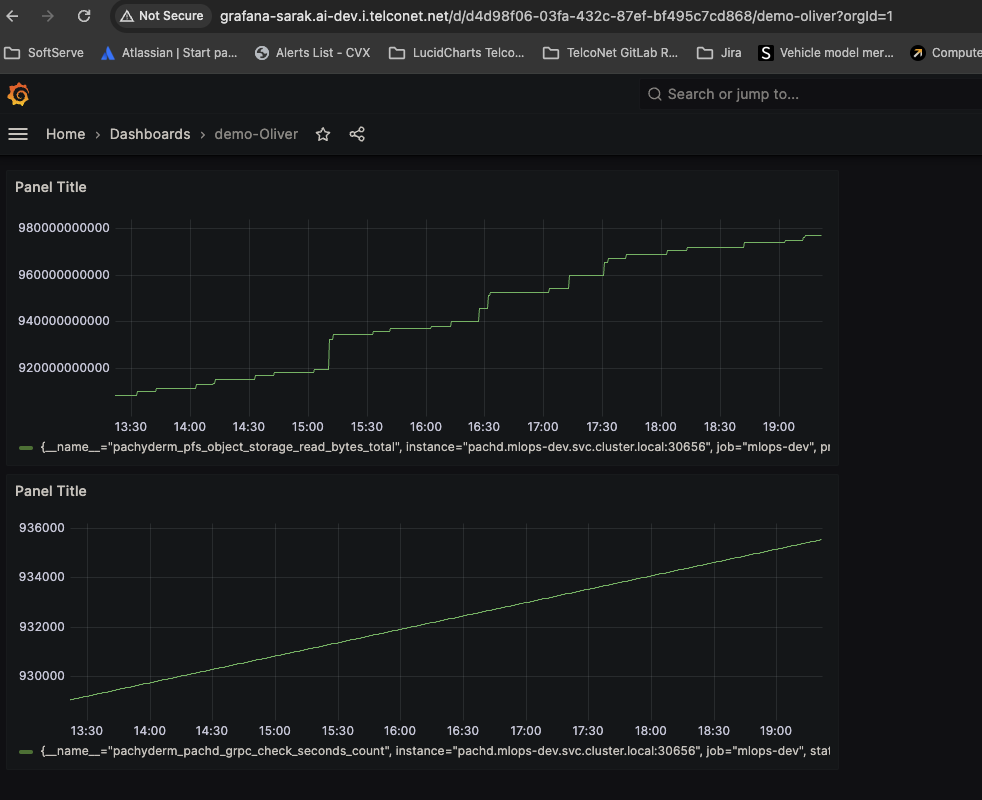 Not Secure grafana-sarak.ai-dev.i.telconet.net/d/d4d98f06-03fa-432c-87ef-bf495c7cd868/demo-oliver?orgId=1
SoftServe Atlassian | Start pa... Alerts List - CVX LucidCharts Telco... TelcoNet GitLab R... Jira S Vehicle model mer... Compute
Search or jump to...
Home › Dashboards › demo-Oliver
Panel Title
980000000000
960000000000
940000000000
920000000000
13:30 14:00 14:30 15:00 15:30 16:00 16:30 17:00 17:30 18:00 18:30 19:00
{__name__="pachyderm_pfs_object_storage_read_bytes_total", instance="pachd.mlops-dev.svc.cluster.local:30656", job="mlops-dev", pr
Panel Title
936000
934000
932000
930000
13:30 14:00 14:30 15:00 15:30 16:00 16:30 17:00 17:30 18:00 18:30 19:00
{__name__="pachyderm_pachd_grpc_check_seconds_count", instance="pachd.mlops-dev.svc.cluster.local:30656", job="mlops-dev", stat